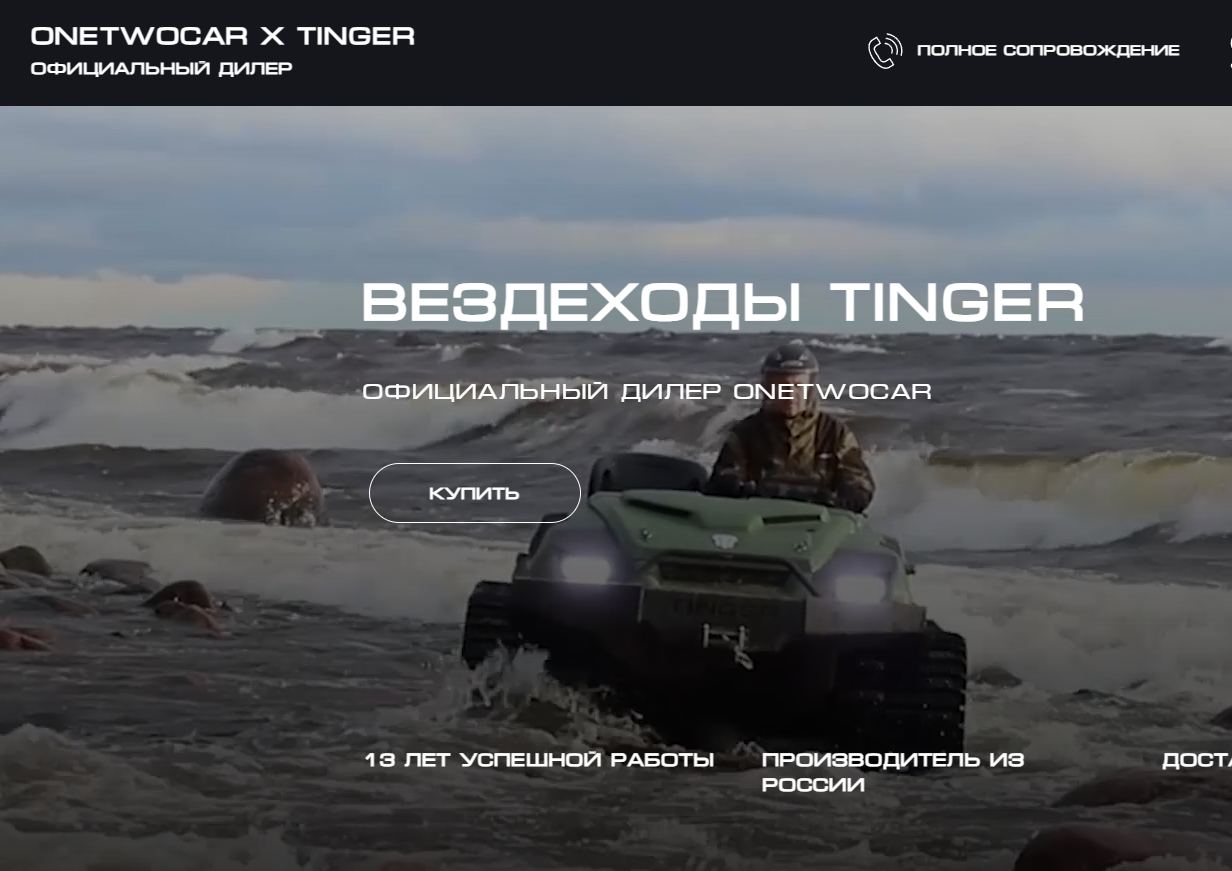 ONETWOCAR X TINGER
ОФИЦИАЛЬНЫЙ ДИЛЕР
ПОЛНОЕ СОПРОВОЖДЕНИЕ
ВЕЗДЕХОДЫ TINGER
ОФИЦИАЛЬНЫЙ ДИЛЕР ONETWOCAR
КУПИТЬ
TINGER
13 ЛЕТ УСПЕШНОЙ РАБОТЫ
ПРОИЗВОДИТЕЛЬ ИЗ
РОССИИ